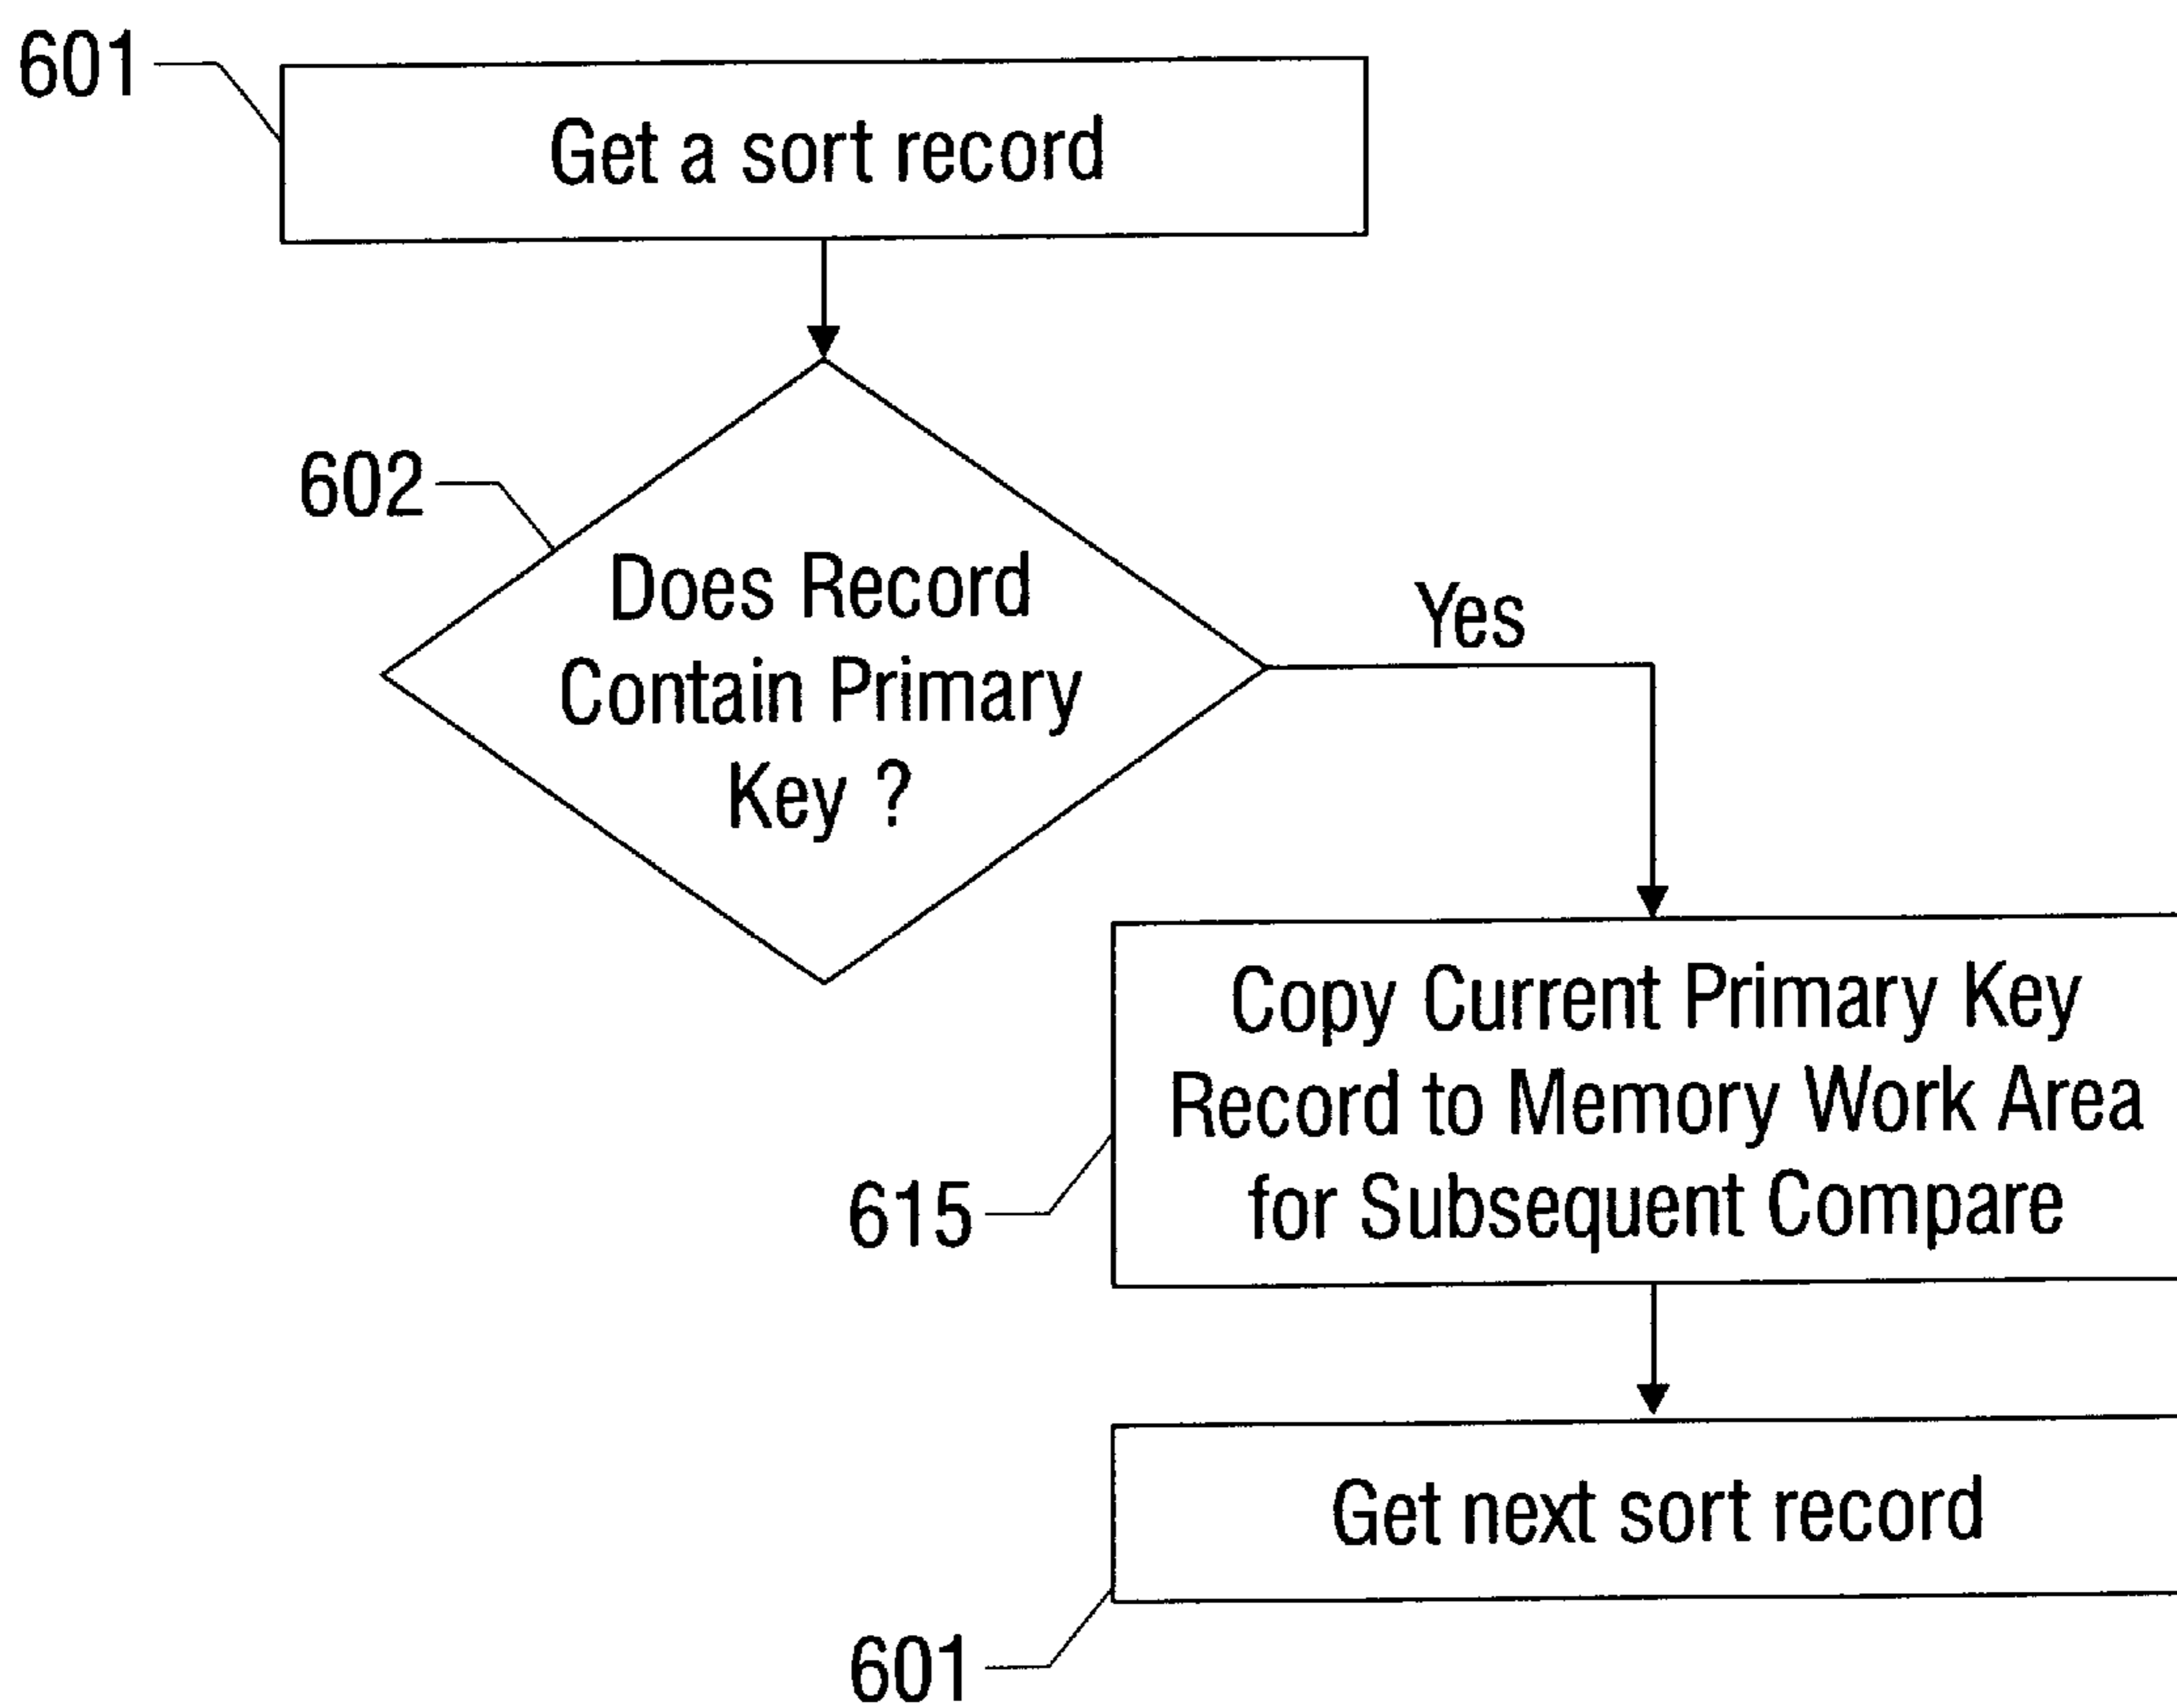 601
Get a sort record
602
Does Record
Contain Primary
Key ?
Yes
Copy Current Primary Key
Record to Memory Work Area
for Subsequent Compare
615
Get next sort record
601